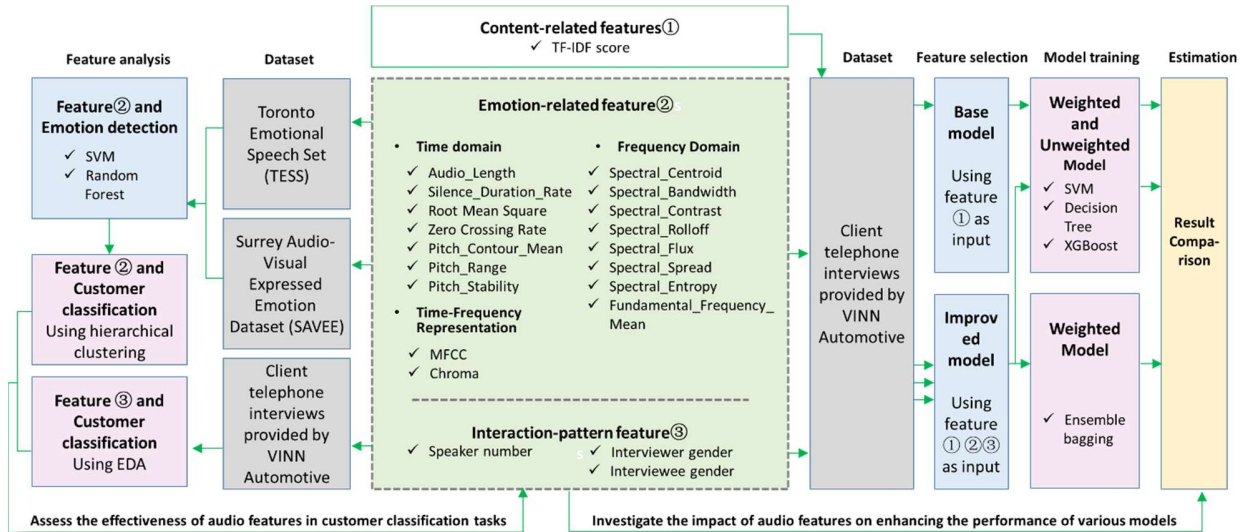 Content-related features①
✓ TF-IDF score
Feature analysis
Dataset
Feature② and
Emotion detection
✓ SVM
✓ Random
Forest
Feature ② and
Customer
classification
Using hierarchical
clustering
Feature ③ and
Customer
classification
Using EDA
Toronto
Emotional
Speech Set
(TESS)
Surrey Audio-
Visual
Expressed
Emotion
Dataset (SAVEE)
Client
telephone
interviews
provided by
VINN
Automotive
Emotion-related feature②s
• Time domain
✓ Audio_Length
✓ Silence_Duration_Rate
✓ Root Mean Square
✓ Zero Crossing Rate
✓ Pitch_Contour_Mean
✓ Pitch_Range
✓ Pitch_Stability
• Time-Frequency
Representation
✓ MFCC
✓ Chroma
• Frequency Domain
✓ Spectral_Centroid
✓ Spectral_Bandwidth
✓ Spectral_Contrast
✓ Spectral_Rolloff
✓ Spectral_Flux
✓ Spectral_Spread
✓ Spectral_Entropy
✓ Fundamental_Frequency_
Mean
Interaction-pattern feature③
s
✓ Speaker number
✓ Interviewer gender
✓ Interviewee gender
Dataset
Feature selection
Model training
Estimation
Client
telephone
interviews
provided by
VINN
Automotive
Base
model
Using
feature
① as
input
Improv
ed
model
Using
feature
① ②③
as input
Weighted
and
Unweighted Model
✓ SVM
✓ Decision
Tree
✓ XGBoost
Weighted
Model
✓ Ensemble
bagging
Result
Compa-
rison
Assess the effectiveness of audio features in customer classification tasks
Investigate the impact of audio features on enhancing the performance of various models